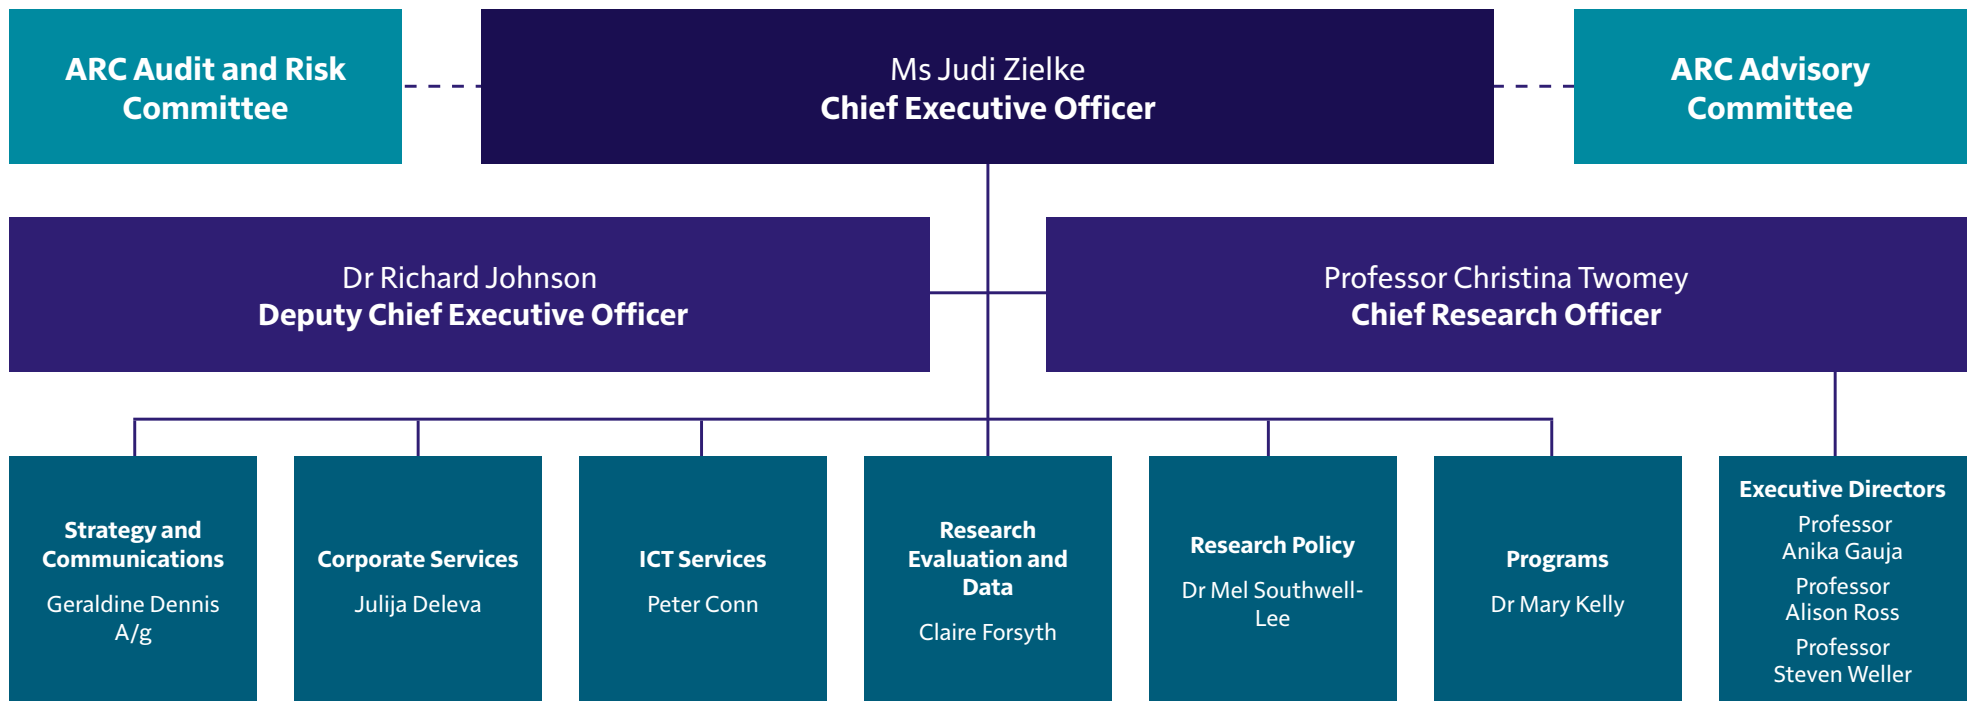 ARC Audit and Risk
Committee
Ms Judi Zielke
Chief Executive Officer
ARC Advisory
Committee
Dr Richard Johnson
Deputy Chief Executive Officer
Professor Christina Twomey
Chief Research Officer
Strategy and
Communications
Geraldine Dennis
A/g
Corporate Services
Julija Deleva
ICT Services
Peter Conn
Research
Evaluation and
Data
Claire Forsyth
Research Policy
Dr Mel Southwell-
Lee
Programs
Dr Mary Kelly
Executive Directors
Professor
Anika Gauja
Professor
Alison Ross
Professor
Steven Weller